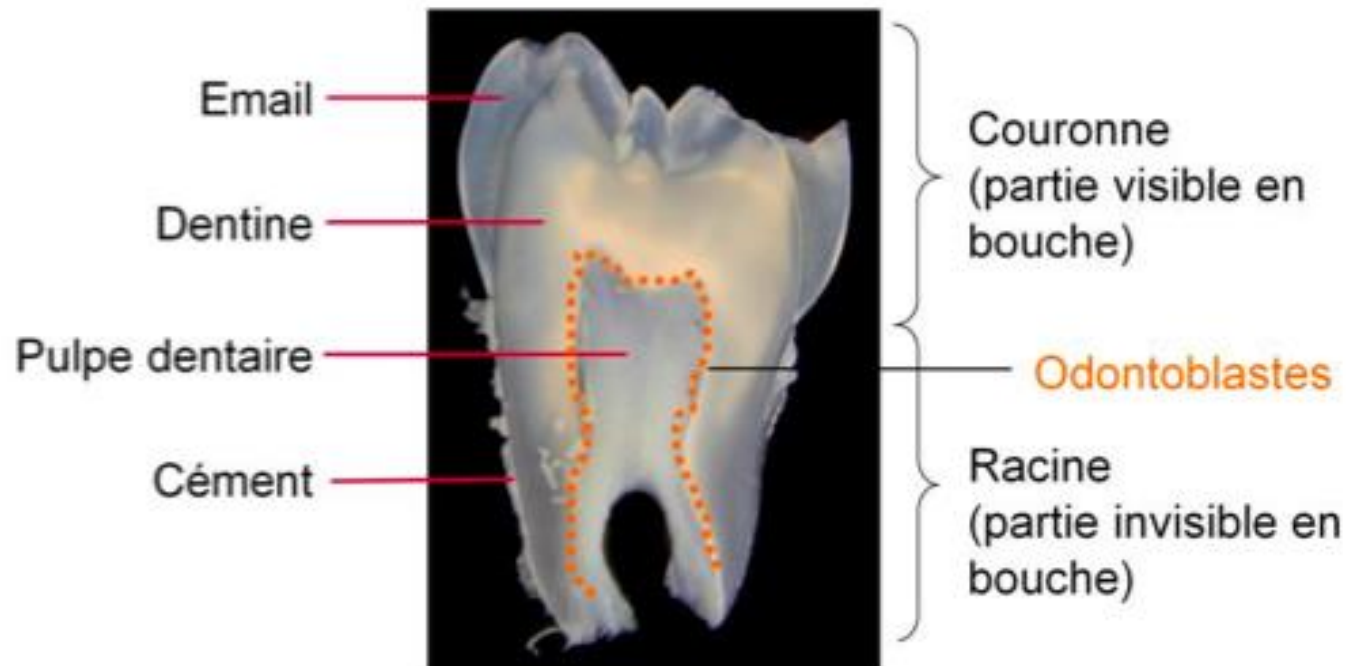 Email
Dentine
Pulpe dentaire
Cément
Couronne
(partie visible en
bouche)
Odontoblastes
Racine
(partie invisible en
bouche)